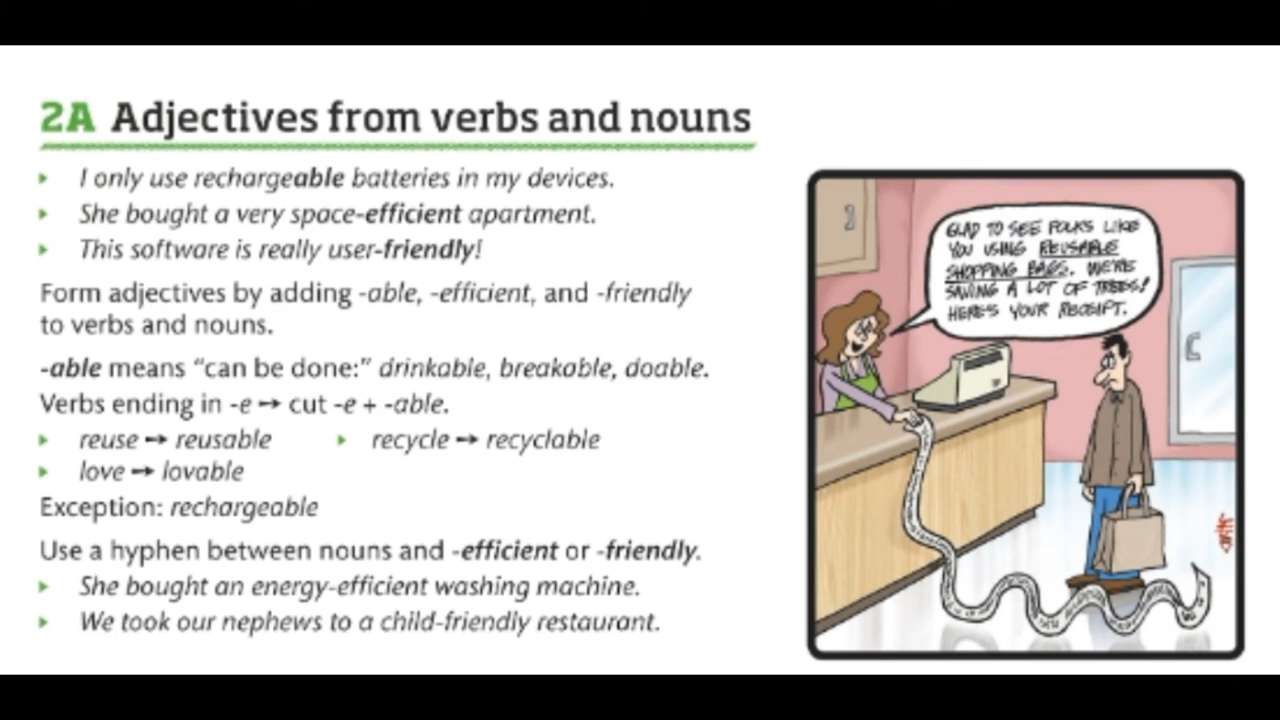 2A Adjectives from verbs and nouns
I only use rechargeable batteries in my devices.
She bought a very space-efficient apartment.
This software is really user-friendly!
Form adjectives by adding -able, -efficient, and -friendly
to verbs and nouns.
-able means “can be done:” drinkable, breakable, doable.
Verbs ending in -e → cut -e + -able.
reuse → reusable
recycle → recyclable
love → lovable
Exception: rechargeable
Use a hyphen between nouns and -efficient or -friendly.
She bought an energy-efficient washing machine.
We took our nephews to a child-friendly restaurant.
GLAD TO SEE FOLKS LIKE
YOU USING REUSABLE
SHOPPING BAGS. WE'RE
SAVING A LOT OF TREES!
HERE'S YOUR RECEIPT.